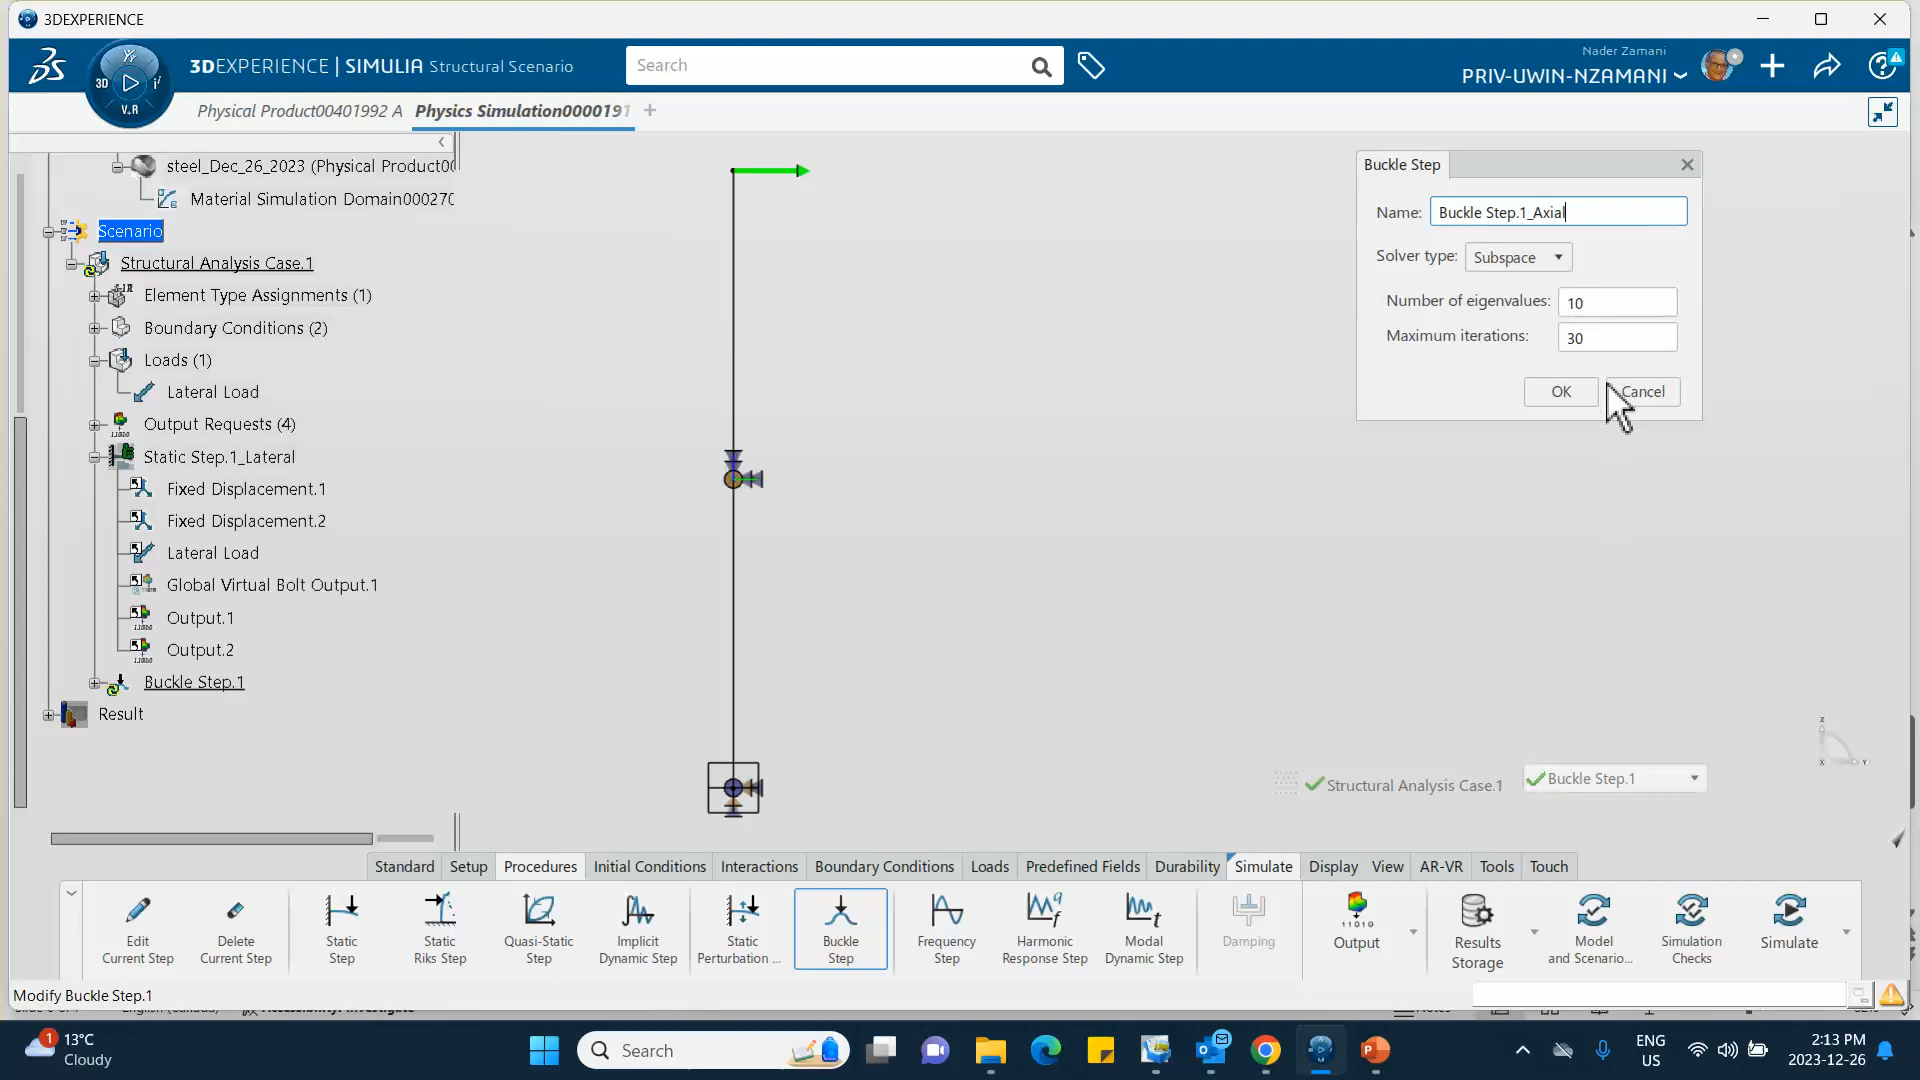 3DEXPERIENCE
3DEXPERIENCE | SIMULIA Structural Scenario
Search
Nader Zamani
PRIV-UWIN-NZAMANI
3D
V.R
Physical Product00401992 A
Physics Simulation0000191
steel_Dec_26_2023 (Physical Product00
Material Simulation Domain00027
Scenario
Structural Analysis Case.1
Element Type Assignments (1)
Boundary Conditions (2)
Loads (1)
Lateral Load
Output Requests (4)
Static Step.1_Lateral
Fixed Displacement.1
Fixed Displacement.2
Lateral Load
Global Virtual Bolt Output.1
Output.1
Output.2
Buckle Step.1
Result
Buckle Step
Name: Buckle Step.1_Axial
Solver type: Subspace
Number of eigenvalues: 10
Maximum iterations: 30
OK
Cancel
Structural Analysis Case.1
Buckle Step.1
Standard
Setup
Procedures
Initial Conditions
Interactions
Boundary Conditions
Loads
Predefined Fields
Durability
Simulate
Display
View
AR-VR
Tools
Touch
Edit
Current Step
Delete
Current Step
Static
Step
Static
Riks Step
Quasi-Static
Step
Implicit
Dynamic Step
Static
Perturbation ...
Buckle
Step
Frequency
Step
Harmonic
Response Step
Modal
Dynamic Step
Damping
Output
Results
Storage
Model
and Scenario...
Simulation
Checks
Simulate
Modify Buckle Step.1
1
13°C
Cloudy
Search
ENG
US
2:13 PM
2023-12-26